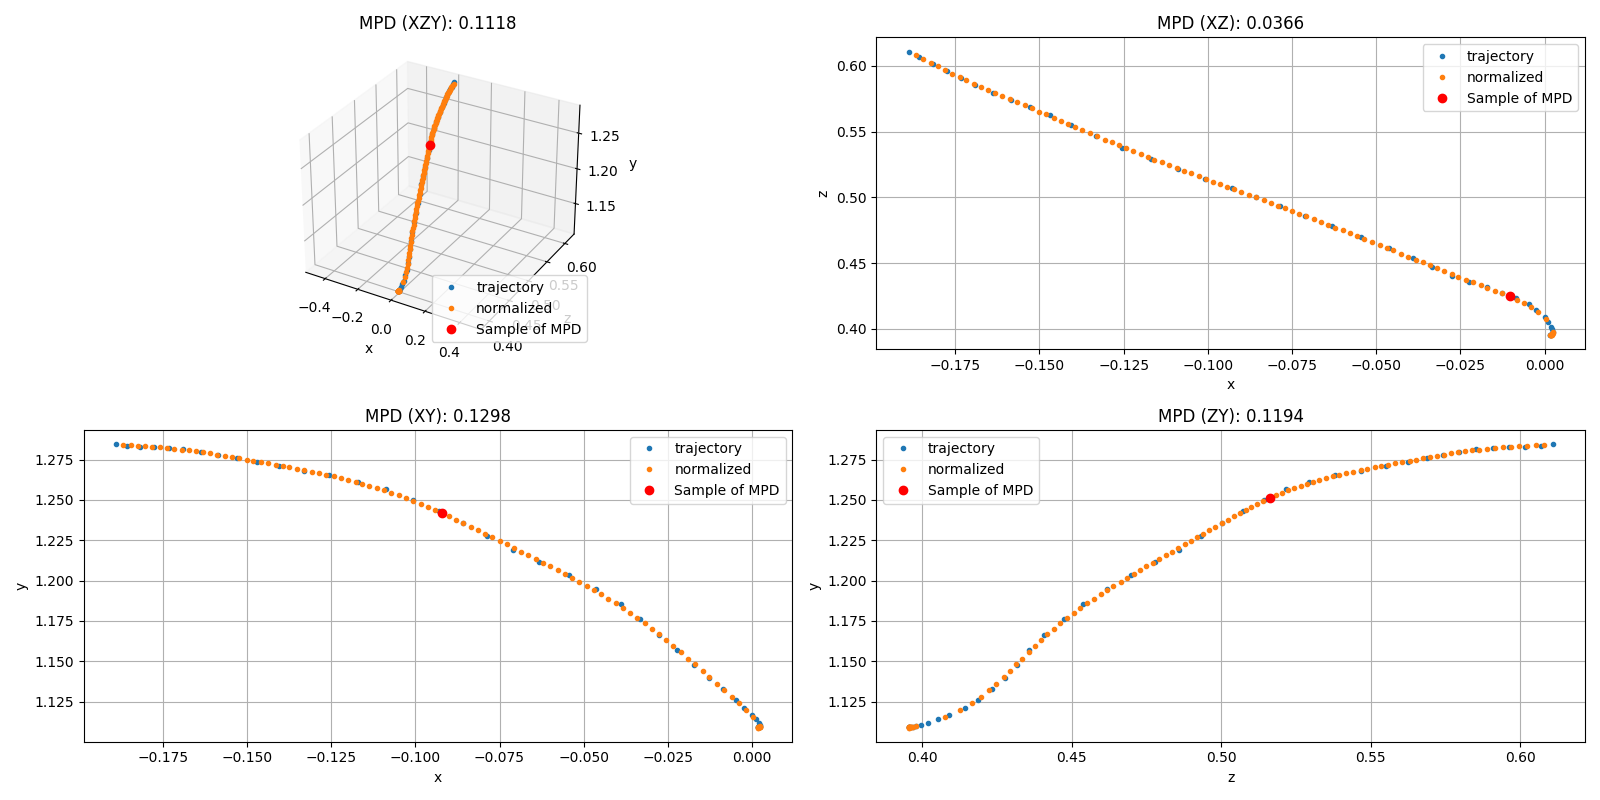 MPD (XZY): 0.1118
1.25
1.20
1.15
y
0.60
0.55
0.50
0.45
0.40
z
−0.4
−0.2
0.0
0.2
0.4
x
trajectory
normalized
Sample of MPD
MPD (XZ): 0.0366
0.60
0.55
0.50
0.45
0.40
z
trajectory
normalized
Sample of MPD
−0.175
−0.150
−0.125
−0.100
−0.075
−0.050
−0.025
0.000
x
MPD (XY): 0.1298
1.275
1.250
1.225
1.200
1.175
1.150
1.125
y
trajectory
normalized
Sample of MPD
−0.175
−0.150
−0.125
−0.100
−0.075
−0.050
−0.025
0.000
x
MPD (ZY): 0.1194
1.275
1.250
1.225
1.200
1.175
1.150
1.125
y
trajectory
normalized
Sample of MPD
0.40
0.45
0.50
0.55
0.60
z